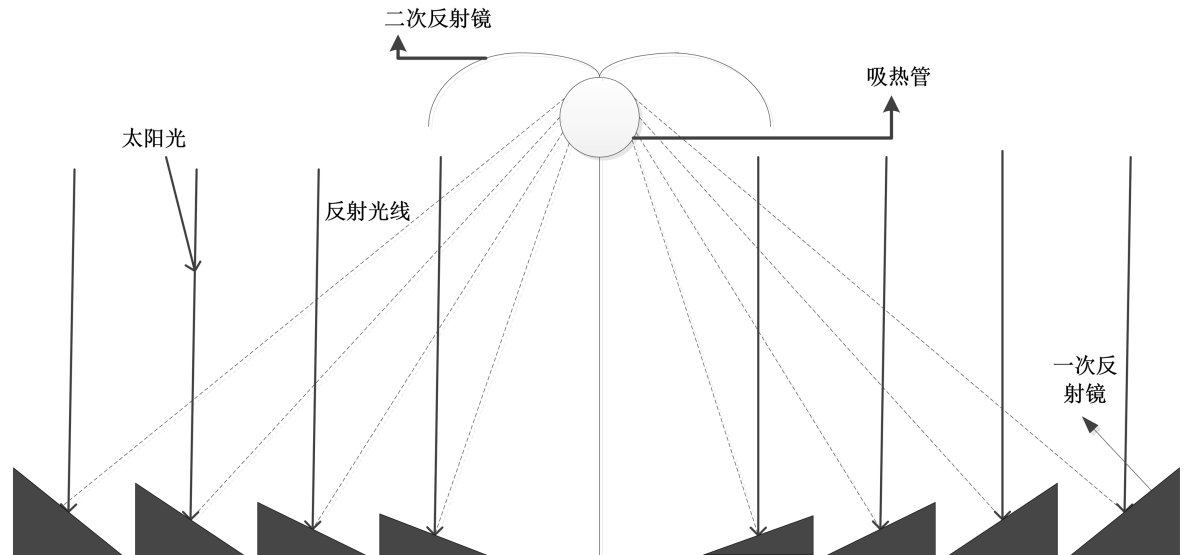 二次反射镜
吸热管
太阳光
反射光线
一次反
射镜